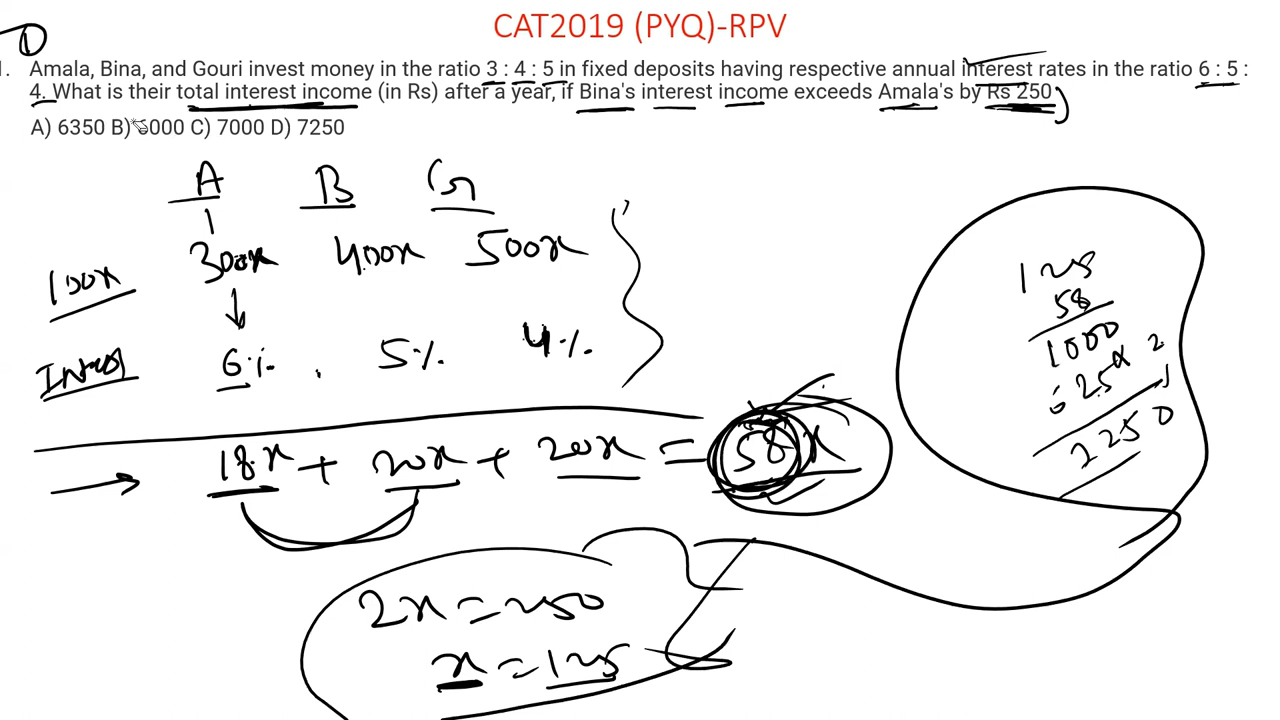 CAT2019 (PYQ)-RPV
1
1. Amala, Bina, and Gouri invest money in the ratio 3 : 4 : 5 in fixed deposits having respective annual interest rates in the ratio 6 : 5 :
4. What is their total interest income (in Rs) after a year, if Bina's interest income exceeds Amala's by Rs 250
A) 6350 B) 6000 C) 7000 D) 7250
A B G
100x 300x 400x 500x
6% 5% 4%
18x + 20x + 20x = 58x
2x = 250
x = 125
125
58
1000
625x
2250